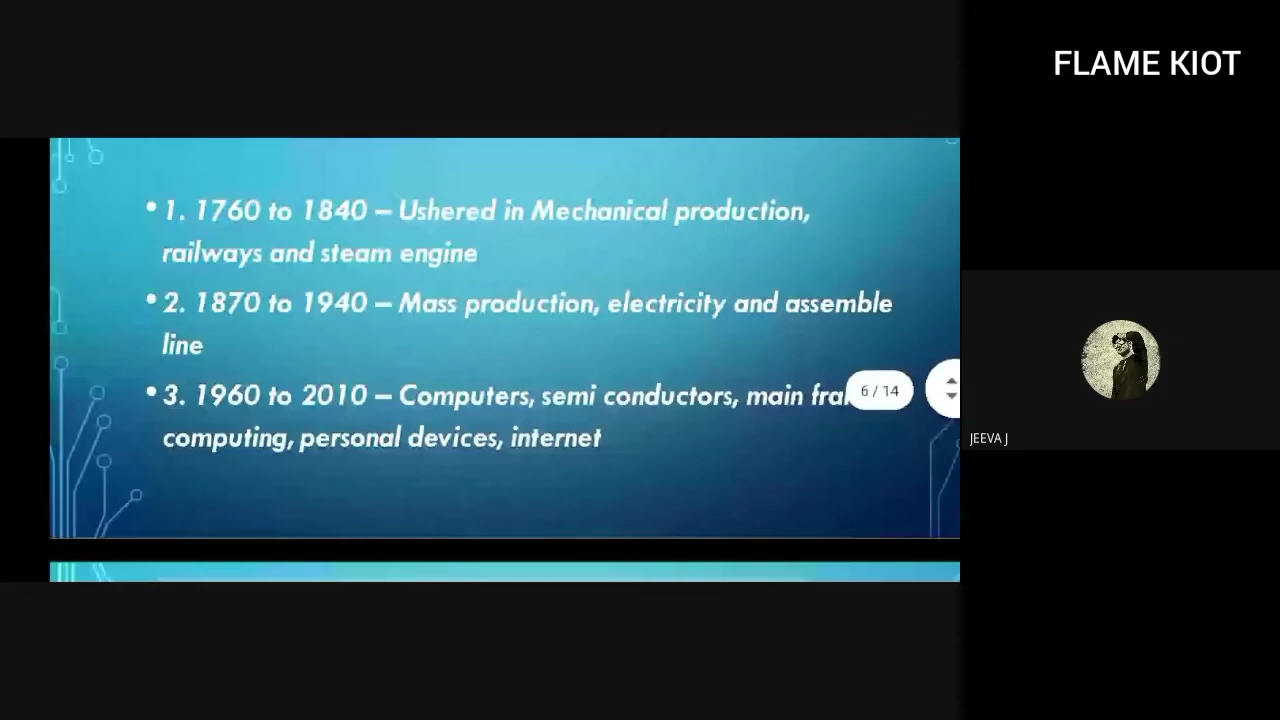 FLAME KIOT
• 1. 1760 to 1840 – Ushered in Mechanical production,
railways and steam engine
• 2. 1870 to 1940 – Mass production, electricity and assemble
line
• 3. 1960 to 2010 – Computers, semi conductors, main
6 / 14
computing, personal devices, internet
JEEVA J